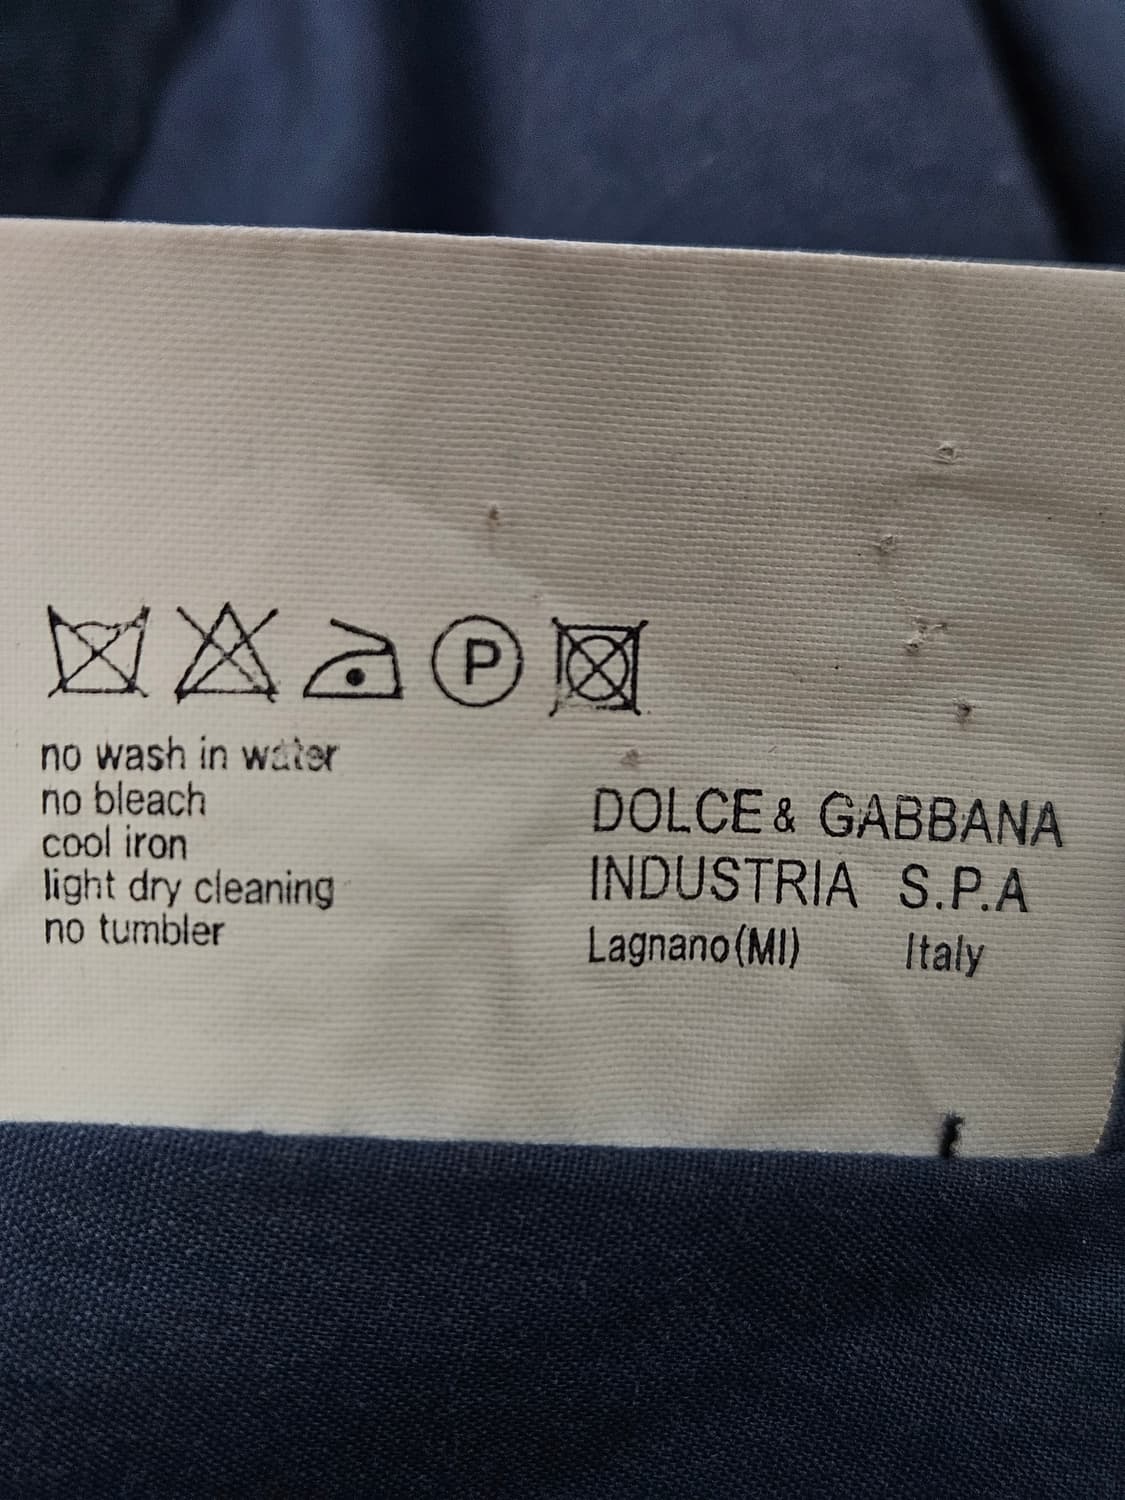 P
no wash in water
no bleach
cool iron
light dry cleaning
no tumbler
DOLCE & GABBANA
INDUSTRIA S.P.A
Lagnano(MI) Italy